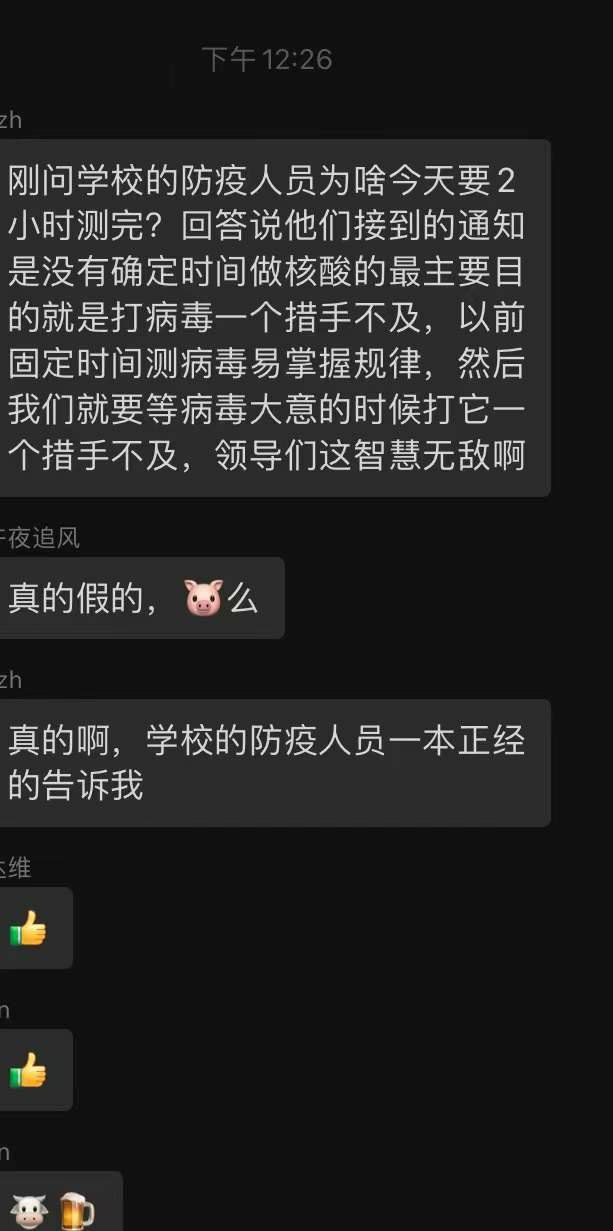 下午 12:26
zh
刚问学校的防疫人员为啥今天要2
小时测完？回答说他们接到的通知
是没有确定时间做核酸的最主要目
的就是打病毒一个措手不及，以前
固定时间测病毒易掌握规律，然后
我们就要等病毒大意的时候打它一
个措手不及，领导们这智慧无敌啊
夜追风
真的假的，🐷么
zh
真的啊，学校的防疫人员一本正经
的告诉我
维
👍
n
👍
n
🐮🍺